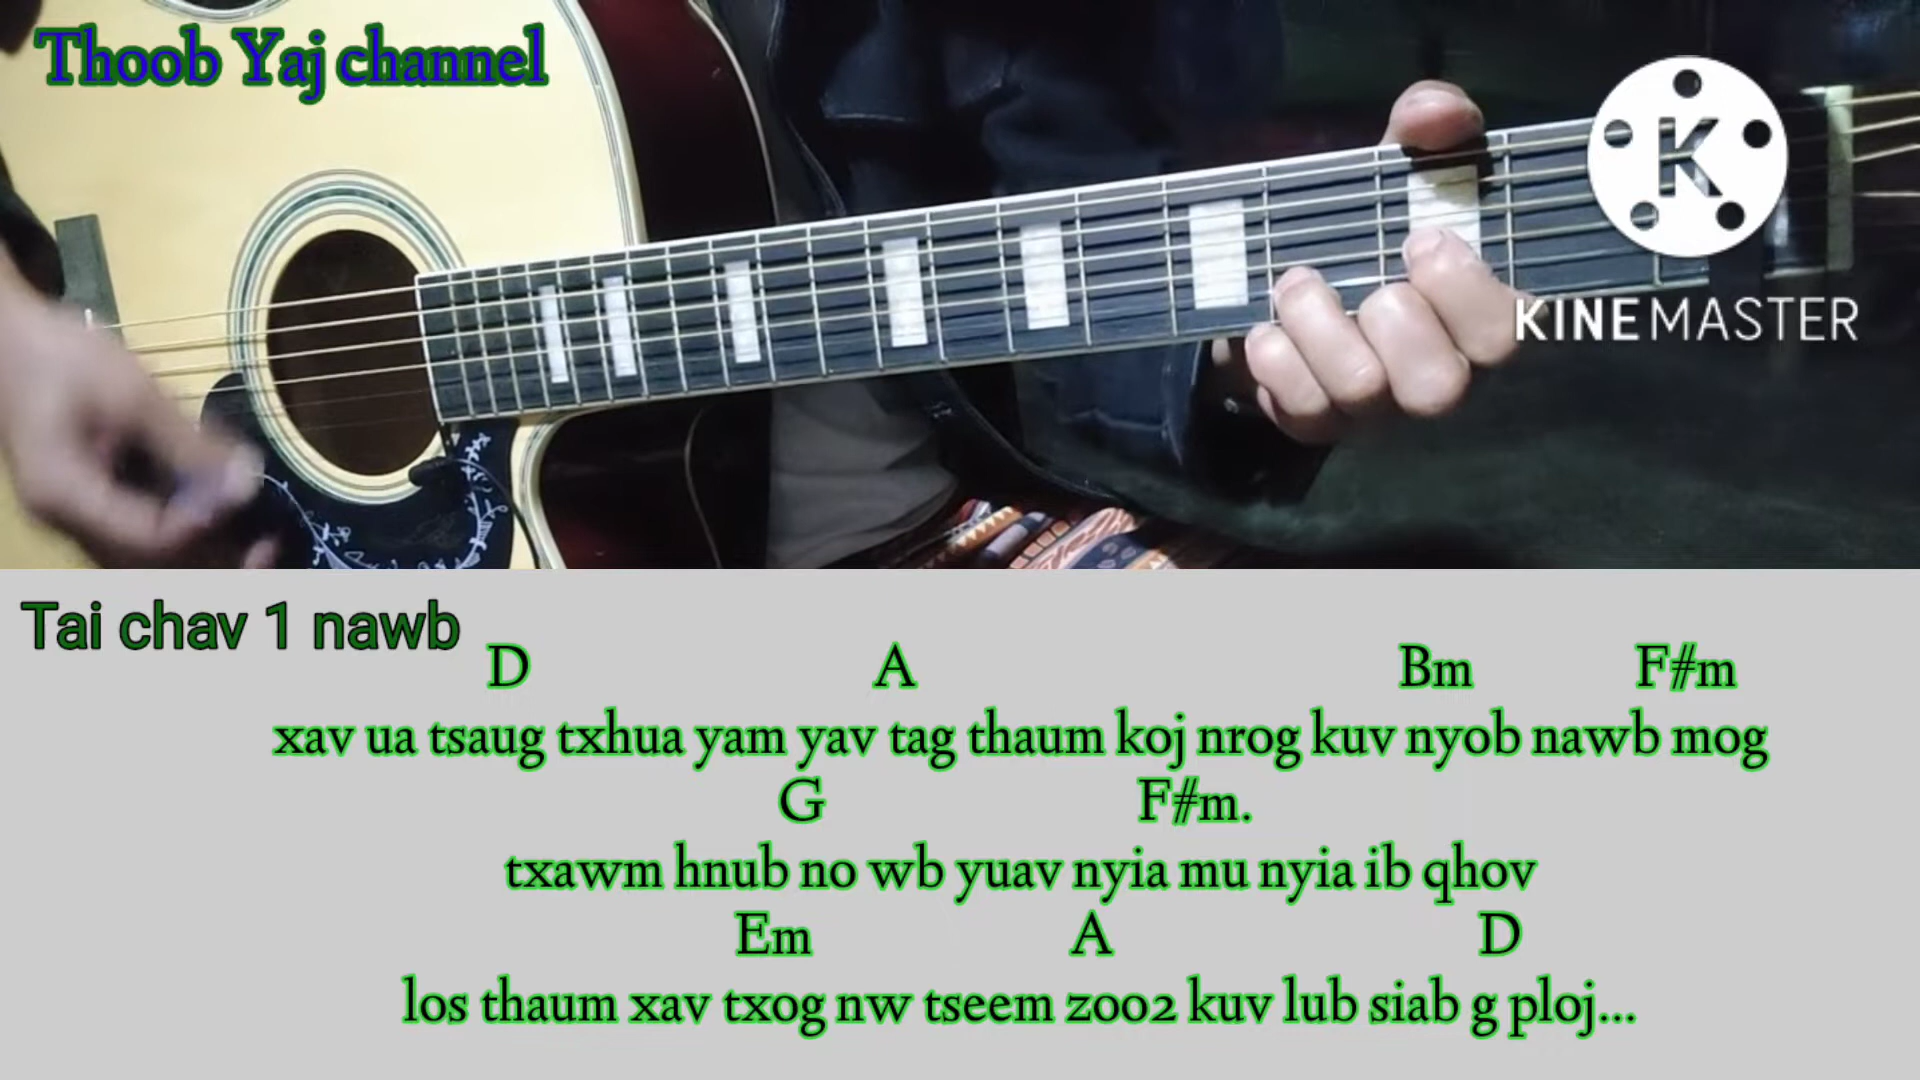 Thoob Yaj channel
K
KINEMASTER
Tai chav 1 nawb
D A Bm F#m
xav ua tsaug txhua yam yav tag thaum koj nrog kuv nyob nawb mog
G F#m.
txawm hnub no wb yuav nyia mu nyia ib qhov
Em A D
los thaum xav txog nw tseem zoo2 kuv lub siab g ploj...